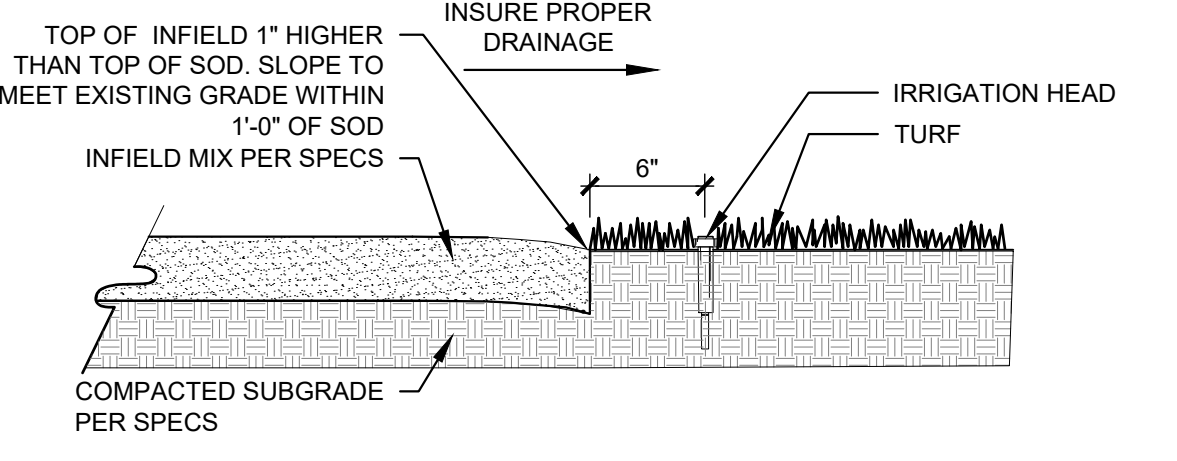 INSURE PROPER
DRAINAGE
TOP OF INFIELD 1" HIGHER
THAN TOP OF SOD. SLOPE TO
MEET EXISTING GRADE WITHIN
1'-0" OF SOD
INFIELD MIX PER SPECS
IRRIGATION HEAD
TURF
6"
COMPACTED SUBGRADE
PER SPECS